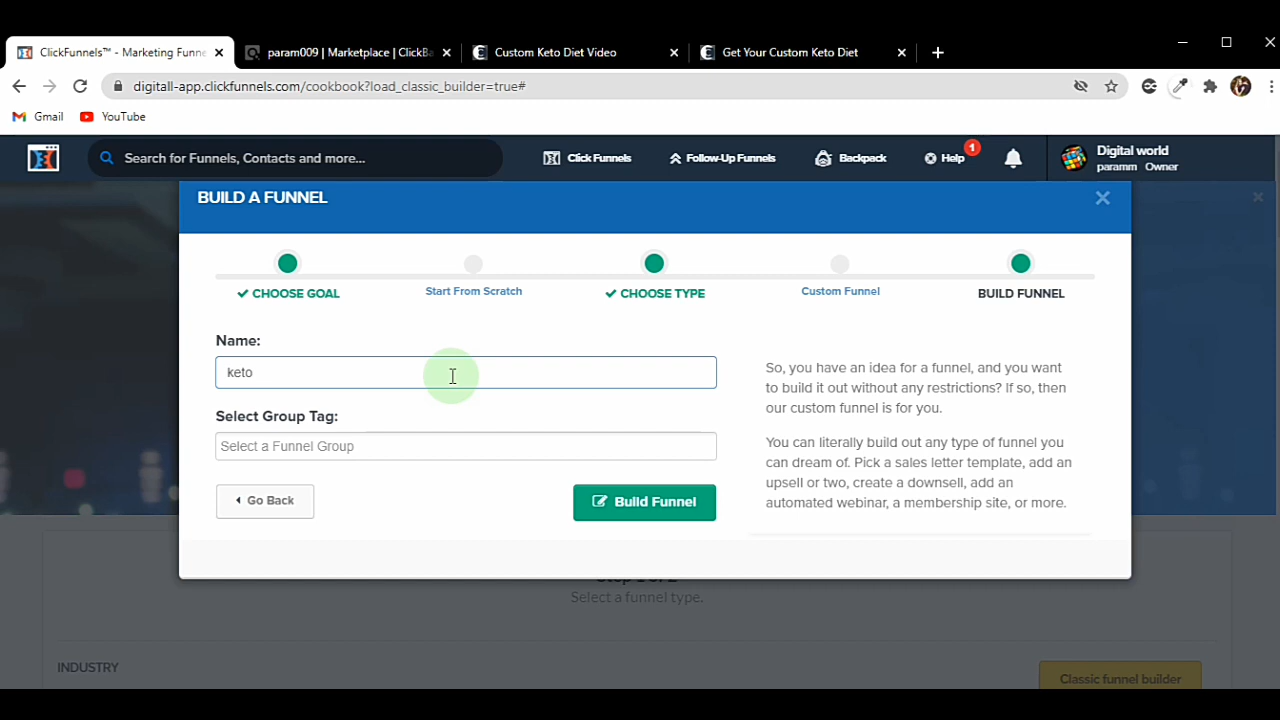 ClickFunnels™ - Marketing Funne
param009 | Marketplace | ClickBa
Custom Keto Diet Video
Get Your Custom Keto Diet
digitall-app.clickfunnels.com/cookbook?load_classic_builder=true#
Gmail
YouTube
Search for Funnels, Contacts and more...
Click Funnels
Follow-Up Funnels
Backpack
Help
1
Digital world
paramm Owner
BUILD A FUNNEL
CHOOSE GOAL
Start From Scratch
CHOOSE TYPE
Custom Funnel
BUILD FUNNEL
Name:
keto
Select Group Tag:
Select a Funnel Group
Go Back
Build Funnel
So, you have an idea for a funnel, and you want
to build it out without any restrictions? If so, then
our custom funnel is for you.
You can literally build out any type of funnel you
can dream of. Pick a sales letter template, add an
upsell or two, create a downsell, add an
automated webinar, a membership site, or more.
Select a funnel type.
INDUSTRY
Classic funnel builder